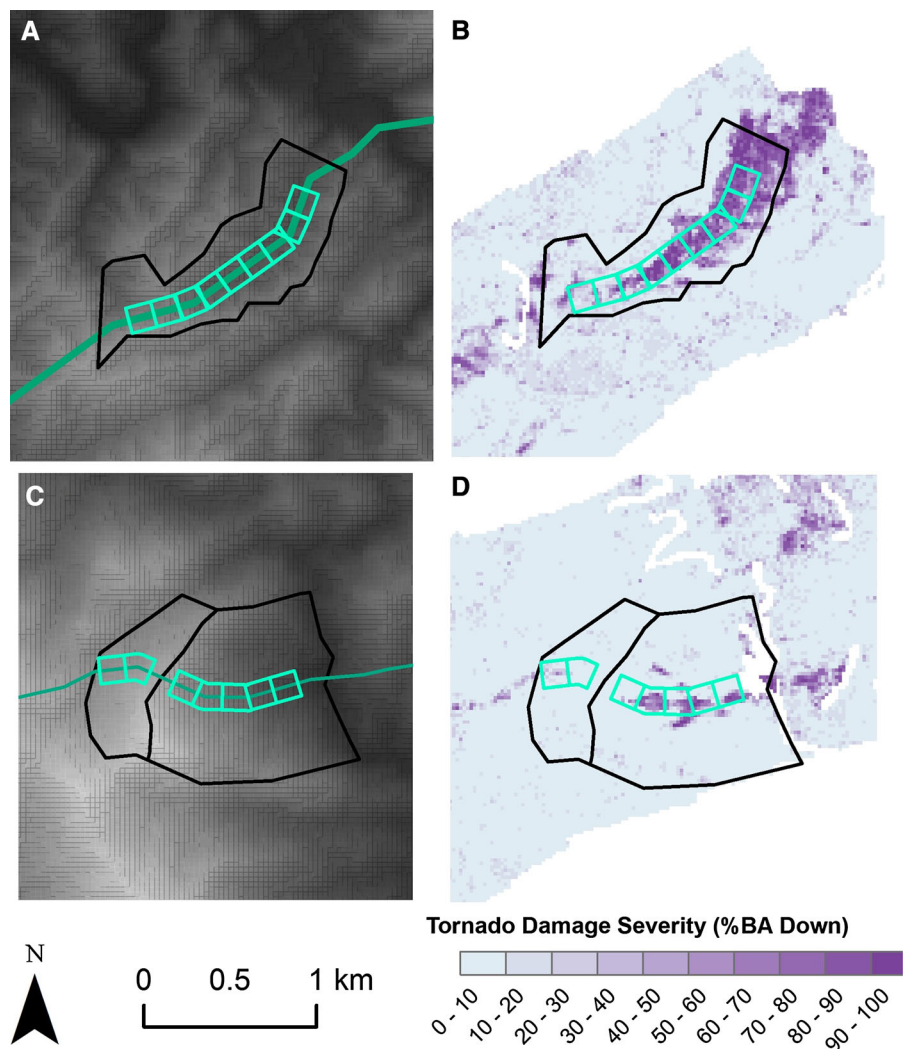 A
B
C
D
Tornado Damage Severity (%BA Down)
N
0 0.5 1 km
0 - 10
10 - 20
20 - 30
30 - 40
40 - 50
50 - 60
60 - 70
70 - 80
80 - 90
90 - 100